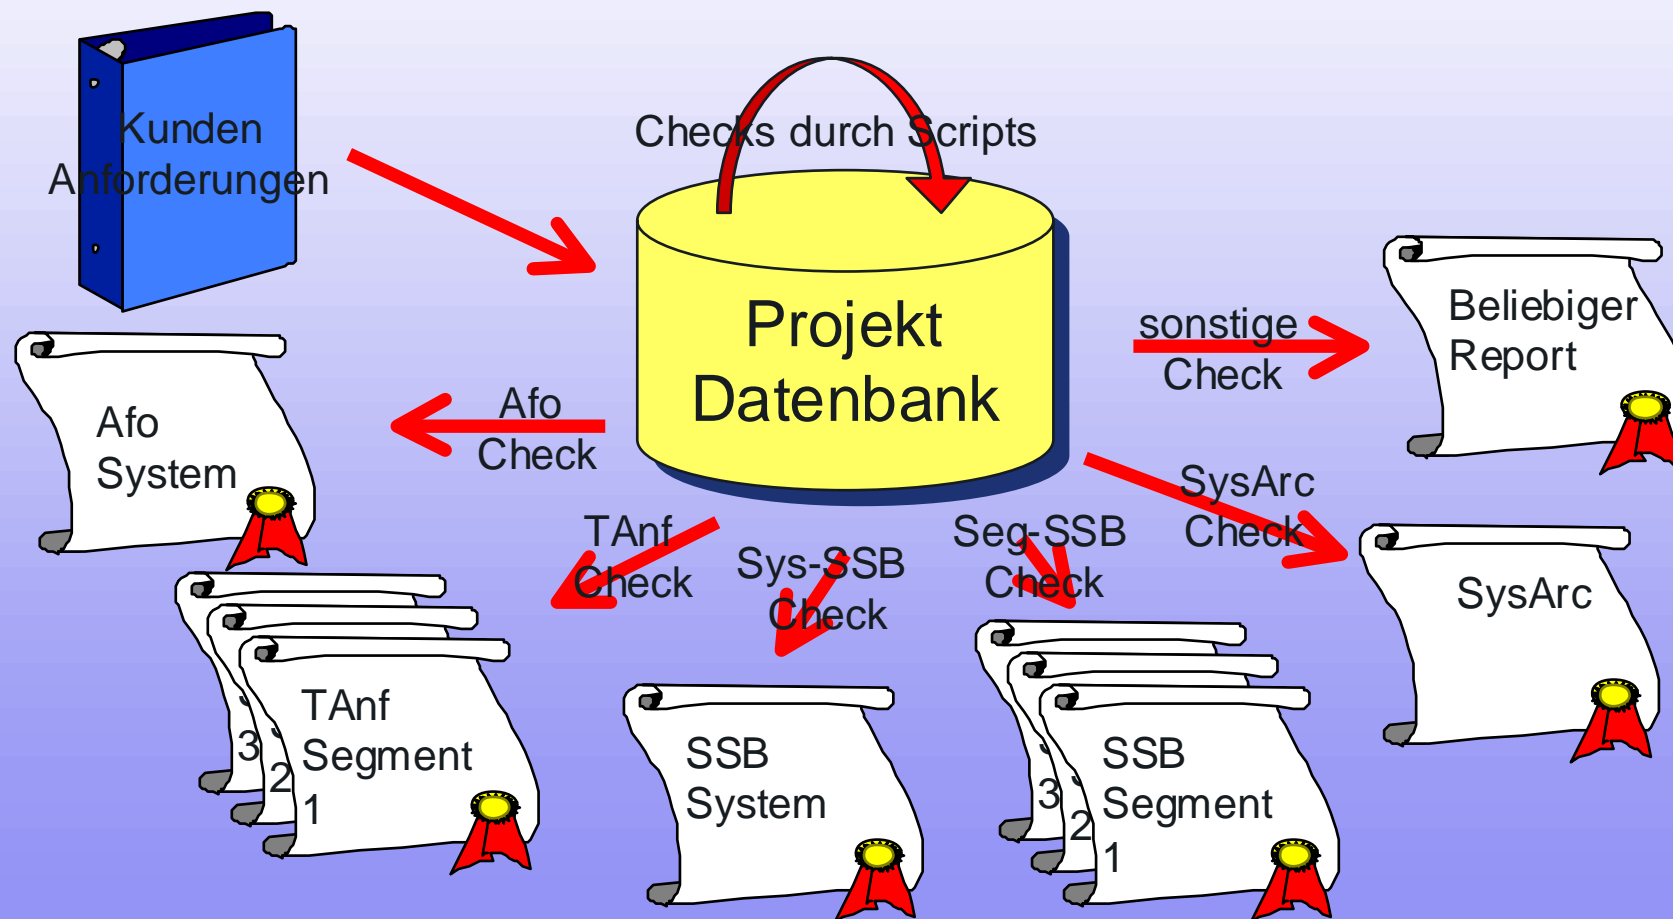 Kunden
Anforderungen
Checks durch Scripts
Projekt
Datenbank
sonstige
Check
Beliebiger
Report
Afo
Check
Afo
System
SysArc
Check
TAnf
Check
Sys-SSB
Check
Seg-SSB
Check
SysArc
TAnf
Segment
1
2
3
SSB
System
SSB
Segment
1
2
3